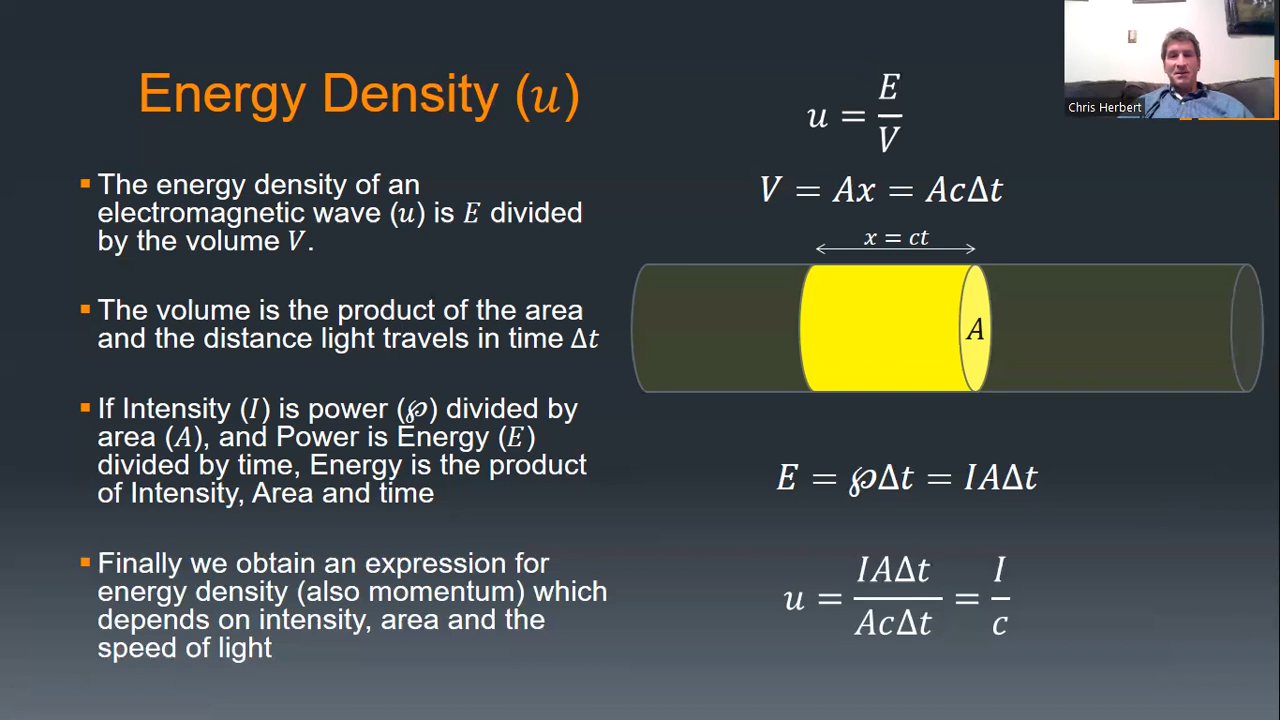 Energy Density (u)
▪ The energy density of an
electromagnetic wave (u) is E divided
by the volume V.
▪ The volume is the product of the area
and the distance light travels in time Δt
▪ If Intensity (I) is power (℘) divided by
area (A), and Power is Energy (E)
divided by time, Energy is the product
of Intensity, Area and time
▪ Finally we obtain an expression for
energy density (also momentum) which
depends on intensity, area and the
speed of light
u = E/V
V = Ax = AcΔt
x = ct
A
E = ℘Δt = IAΔt
u = IAΔt/AcΔt = I/c
Chris Herbert